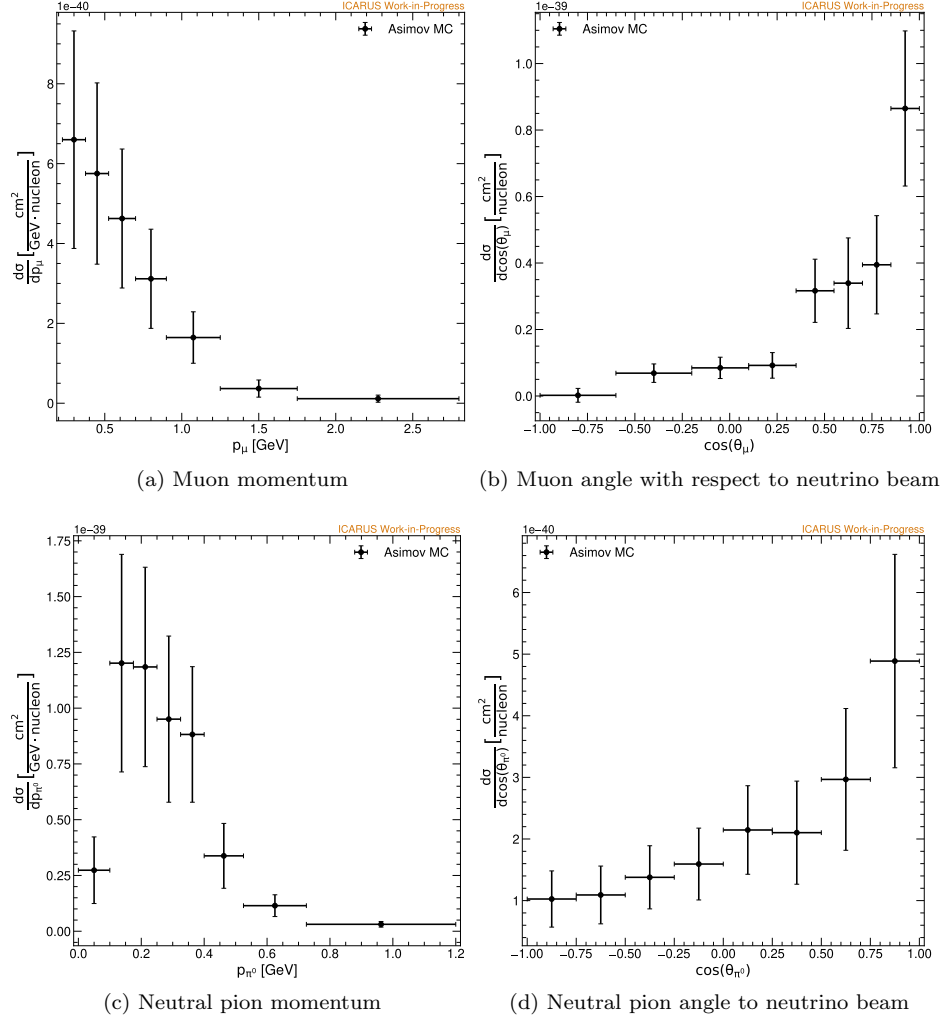 1e−40
ICARUS Work-in-Progress
Asimov MC
dσ/dpμ [cm²/GeV · nucleon]
8
6
4
2
0
0.5 1.0 1.5 2.0 2.5
pμ [GeV]
(a) Muon momentum
1e−39
ICARUS Work-in-Progress
Asimov MC
dσ/dcos(θμ) [cm²/nucleon]
1.0
0.8
0.6
0.4
0.2
0.0
−1.00 −0.75 −0.50 −0.25 0.00 0.25 0.50 0.75 1.00
cos(θμ)
(b) Muon angle with respect to neutrino beam
1e−39
ICARUS Work-in-Progress
Asimov MC
dσ/dpπ⁰ [cm²/GeV · nucleon]
1.75
1.50
1.25
1.00
0.75
0.50
0.25
0.00
0.0 0.2 0.4 0.6 0.8 1.0 1.2
pπ⁰ [GeV]
(c) Neutral pion momentum
1e−40
ICARUS Work-in-Progress
Asimov MC
dσ/dcos(θπ⁰) [cm²/nucleon]
6
5
4
3
2
1
−1.00 −0.75 −0.50 −0.25 0.00 0.25 0.50 0.75 1.00
cos(θπ⁰)
(d) Neutral pion angle to neutrino beam